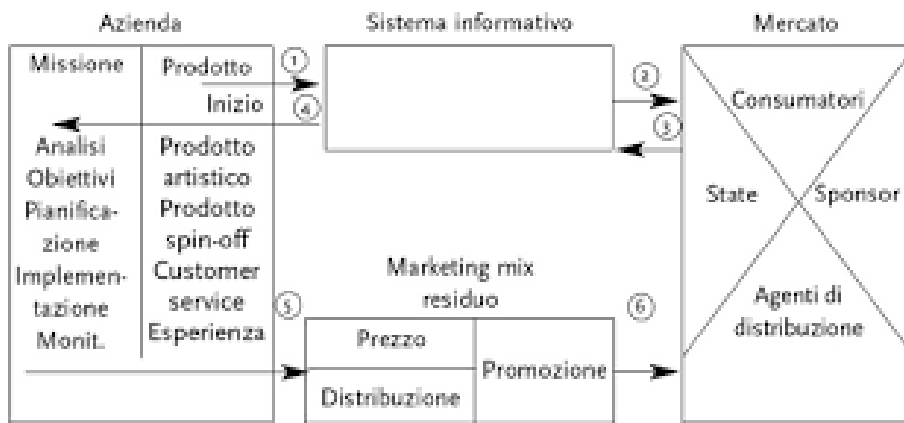 Azienda
Sistema informativo
Mercato
Missione
Prodotto
Inizio
1
4
2
3
Consumatori
State
Sponsor
Agenti di
distribuzione
Analisi
Obiettivi
Pianifica-
zione
Implemen-
tazione
Monit.
Prodotto
artistico
Prodotto
spin-off
Customer
service
Esperienza
5
Marketing mix
residuo
6
Prezzo
Distribuzione
Promozione